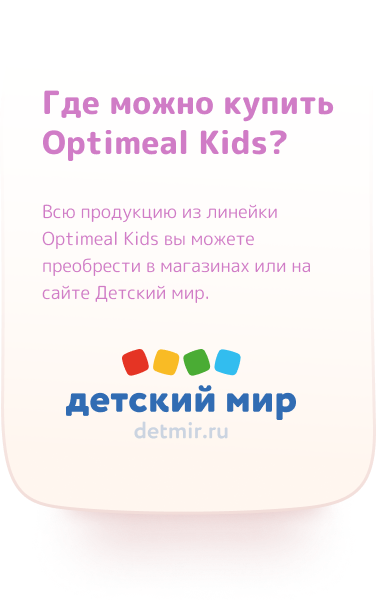 Где можно купить
Optimeal Kids?
Всю продукцию из линейки
Optimeal Kids вы можете
преобрести в магазинах или на
сайте Детский мир.
детский мир
detmir.ru